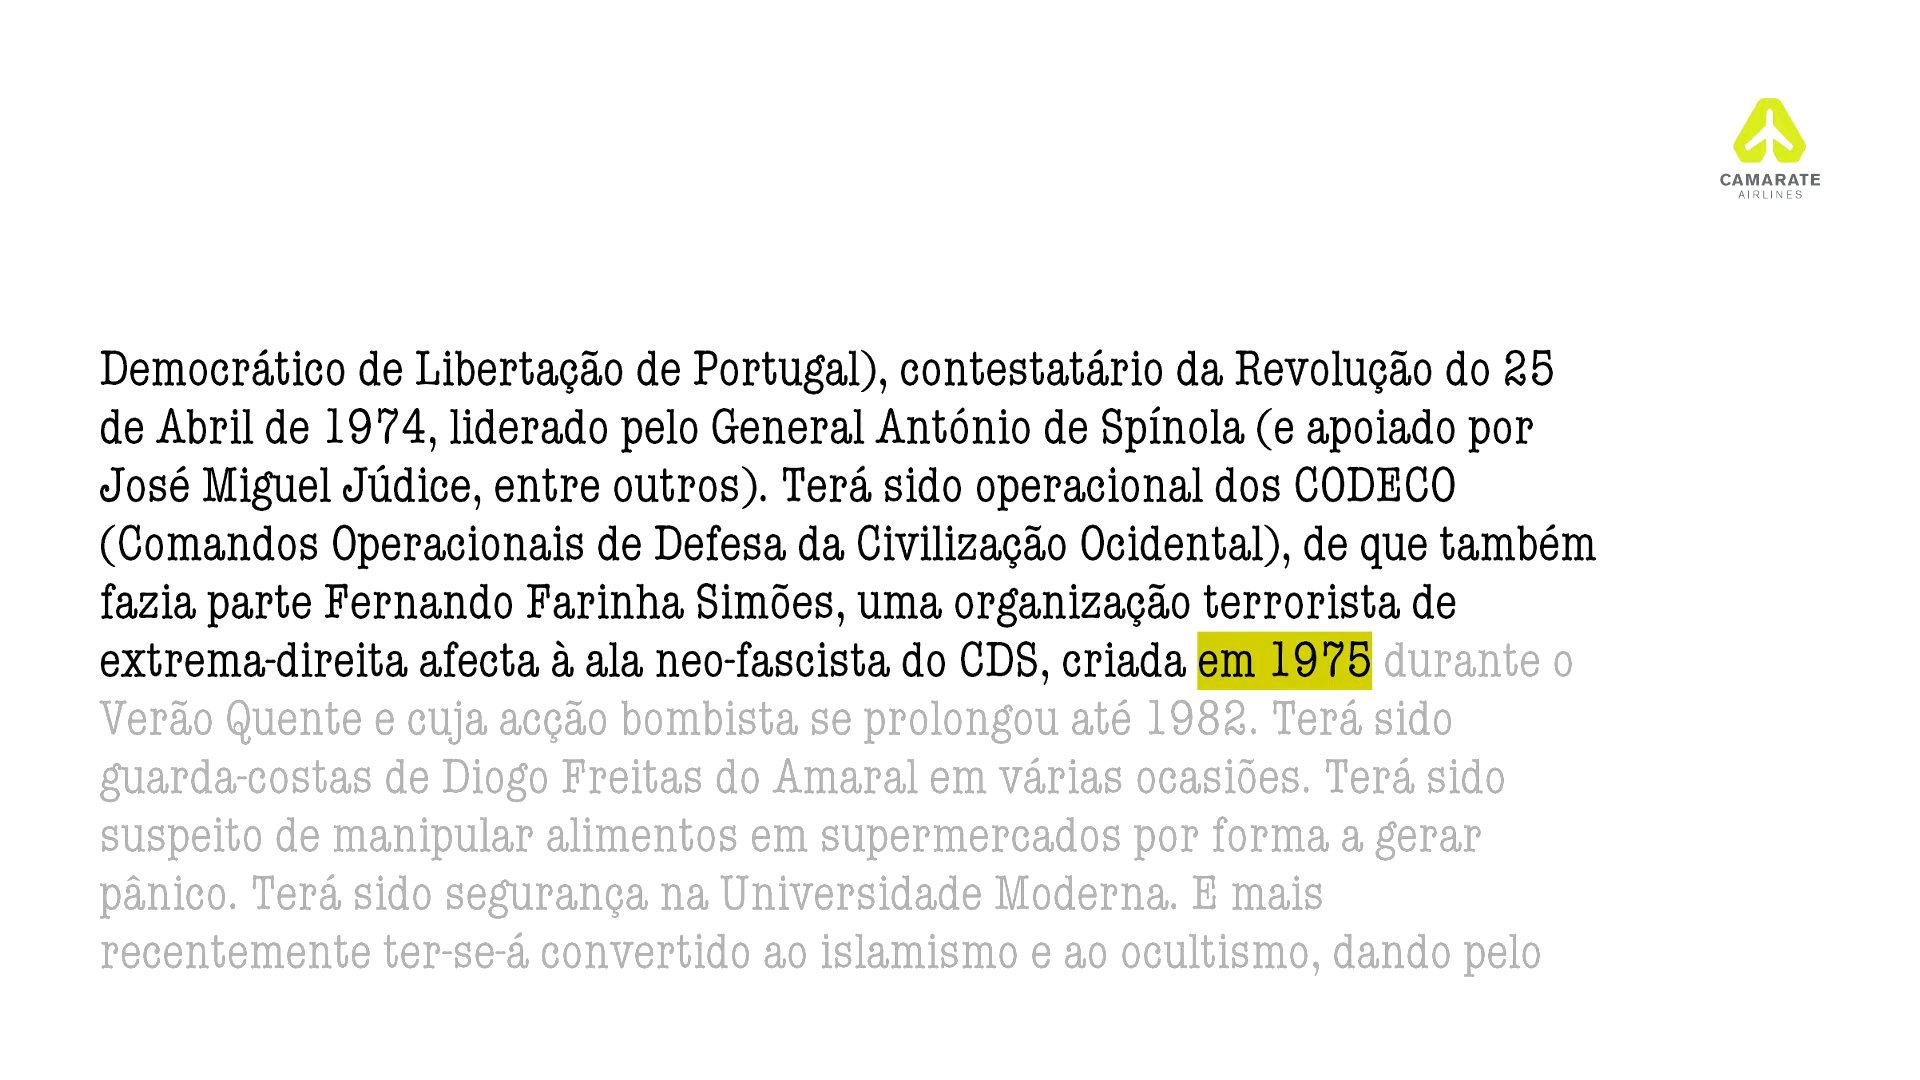 CAMARATE
AIRLINES
Democrático de Libertação de Portugal), contestatário da Revolução do 25
de Abril de 1974, liderado pelo General António de Spínola (e apoiado por
José Miguel Júdice, entre outros). Terá sido operacional dos CODECO
(Comandos Operacionais de Defesa da Civilização Ocidental), de que também
fazia parte Fernando Farinha Simões, uma organização terrorista de
extrema-direita afecta à ala neo-fascista do CDS, criada em 1975 durante o
Verão Quente e cuja acção bombista se prolongou até 1982. Terá sido
guarda-costas de Diogo Freitas do Amaral em várias ocasiões. Terá sido
suspeito de manipular alimentos em supermercados por forma a gerar
pânico. Terá sido segurança na Universidade Moderna. E mais
recentemente ter-se-á convertido ao islamismo e ao ocultismo, dando pelo